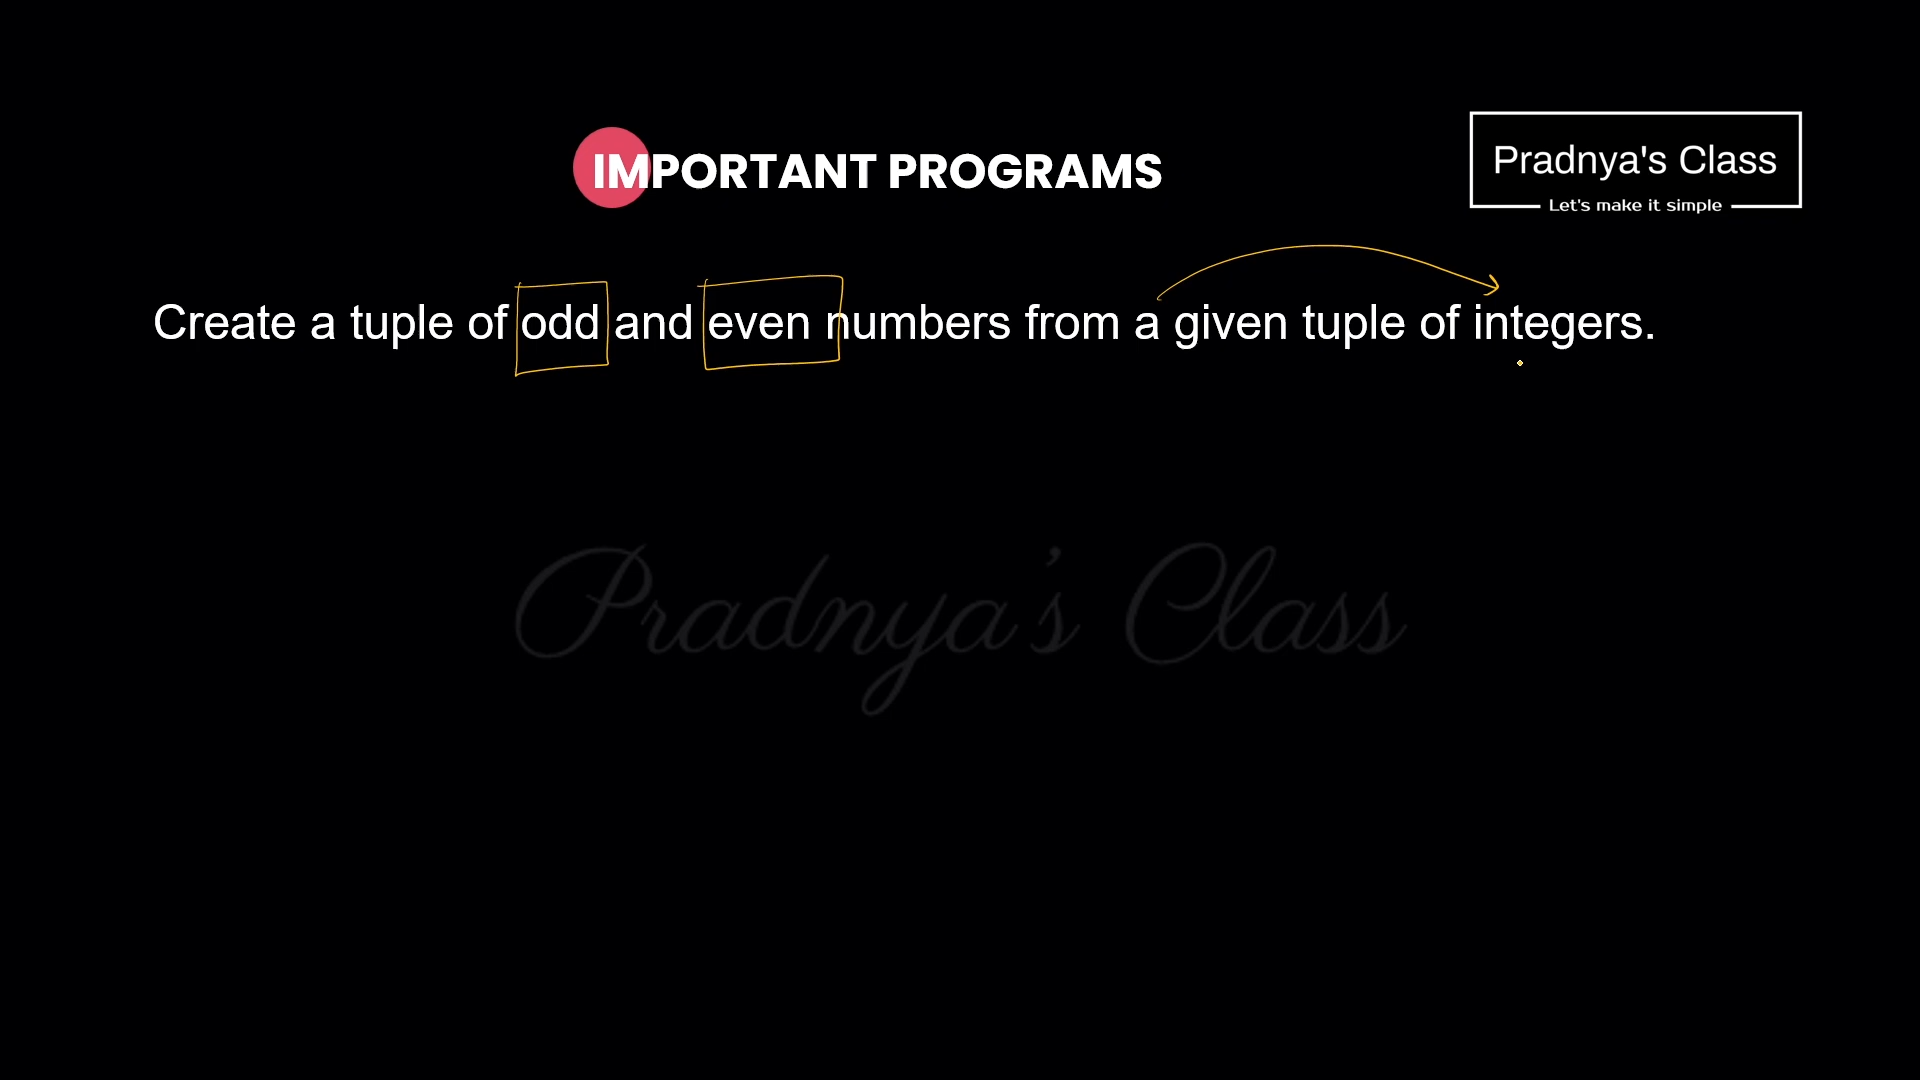 IMPORTANT PROGRAMS
Pradnya's Class
Let's make it simple
Create a tuple of odd and even numbers from a given tuple of integers.
Pradnya's Class